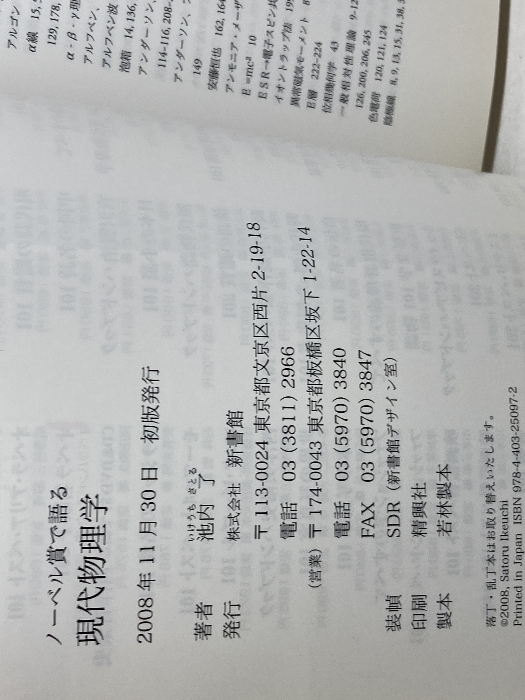 アルゴン
α線 15, 5
129, 178,
α-β-γ理
アルフベン,
アルフベン波
泡箱 14, 136,
アンダーソン,
114-116, 208-
アンダーソン,
149
安藤恒也 162, 164
アンモニア・メーザ
E=mc² 10
ESR→電子スピン共
イオントラップ法 19
異常磁気モーメント 8
E層 222-224
位相幾何学 43
一般相対性理論 9-12
126, 200, 206, 245
色電荷 120, 121, 124
陰極線 8, 9, 13, 15, 31, 38, 3
ノーベル賞で語る
現代物理学
2008年11月30日 初版発行
いけうち さとる
著者 池内 了
発行 株式会社 新書館
〒113-0024 東京都文京区西片 2-19-18
電話 03 (3811) 2966
(営業) 〒174-0043 東京都板橋区坂下 1-22-14
電話 03 (5970) 3840
FAX 03 (5970) 3847
装幀 SDR(新書館デザイン室)
印刷 精興社
製本 若林製本
落丁・乱丁本はお取り替えいたします。
©2008, Satoru Ikeuchi
Printed in Japan ISBN 978-4-403-25097-2